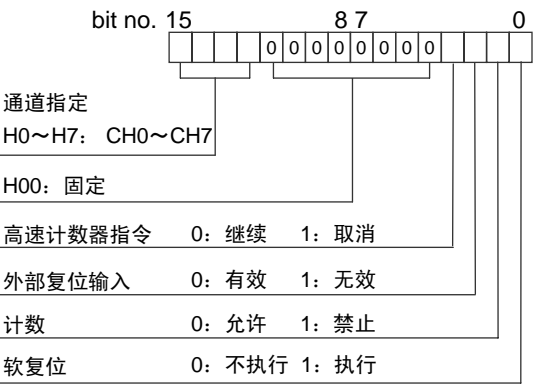 bit no. 15 8 7 0
0 0 0 0 0 0 0 0
通道指定
H0～H7： CH0～CH7
H00：固定
高速计数器指令 0：继续 1：取消
外部复位输入 0：有效 1：无效
计数 0：允许 1：禁止
软复位 0：不执行 1：执行